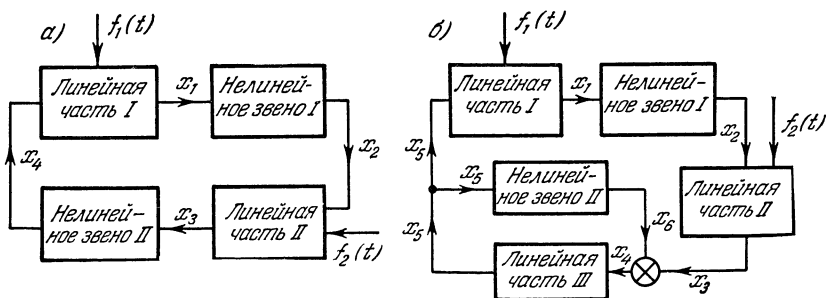 а)
f₁(t)
Линейная
часть I
x₁
Нелиней-
ное звено I
x₂
x₄
Нелиней-
ное звено II
x₃
Линейная
часть II
f₂(t)
б)
f₁(t)
Линейная
часть I
x₁
Нелиней-
ное звено I
x₂
f₂(t)
x₅
x₅
Нелиней-
ное звено II
x₆
Линейная
часть II
x₅
Линейная
часть III
x₄
x₃